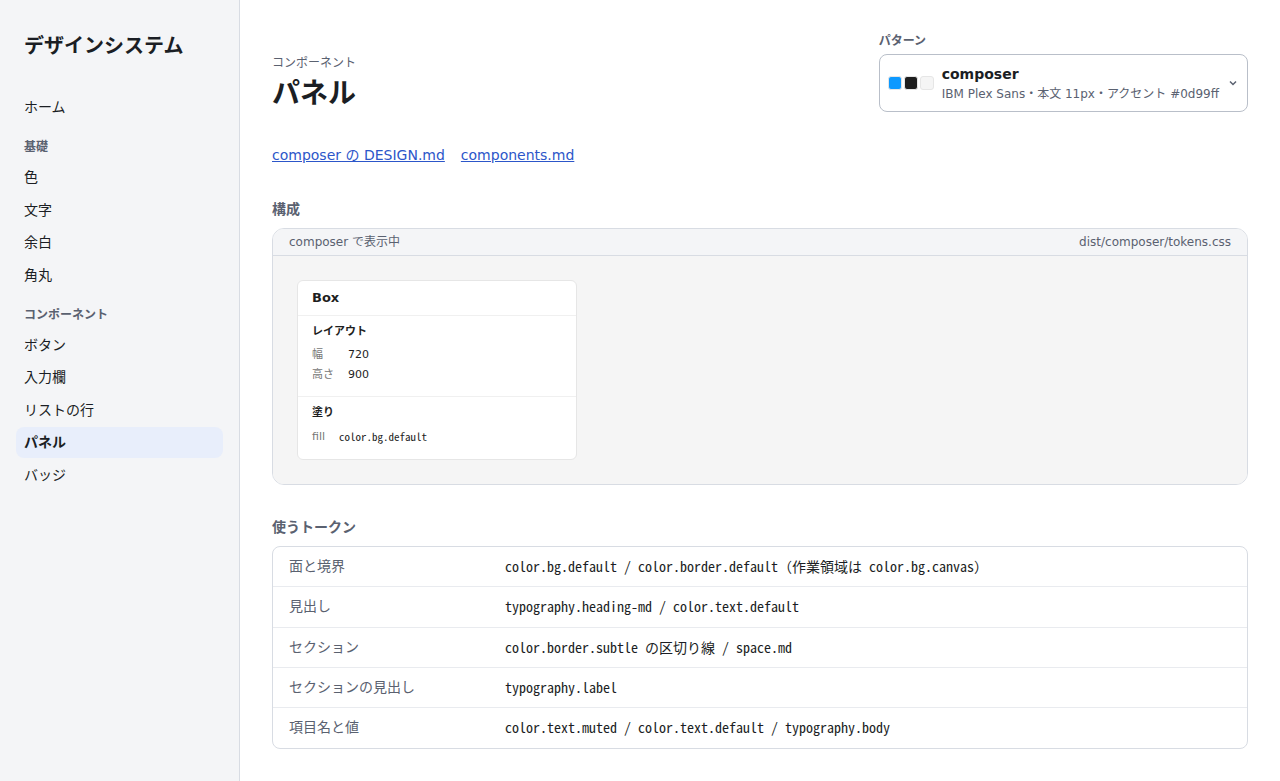 デザインシステム
ホーム
基礎
色
文字
余白
角丸
コンポーネント
ボタン
入力欄
リストの行
パネル
バッジ
コンポーネント
パネル
パターン
composer
IBM Plex Sans・本文 11px・アクセント #0d99ff
composer の DESIGN.md components.md
構成
composer で表示中 dist/composer/tokens.css
Box
レイアウト
幅 720
高さ 900
塗り
fill color.bg.default
使うトークン
面と境界 color.bg.default / color.border.default（作業領域は color.bg.canvas）
見出し typography.heading-md / color.text.default
セクション color.border.subtle の区切り線 / space.md
セクションの見出し typography.label
項目名と値 color.text.muted / color.text.default / typography.body